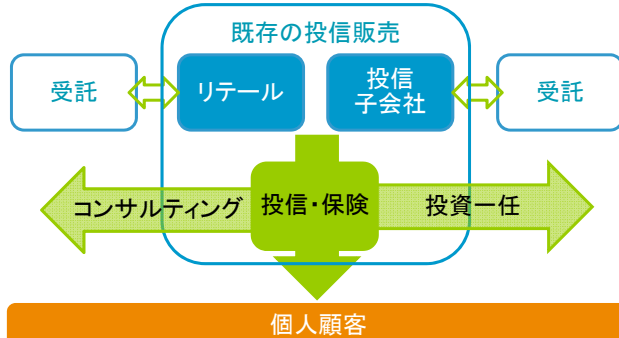 既存の投信販売
受託
リテール
投信
子会社
受託
コンサルティング
投信・保険
投資一任
個人顧客